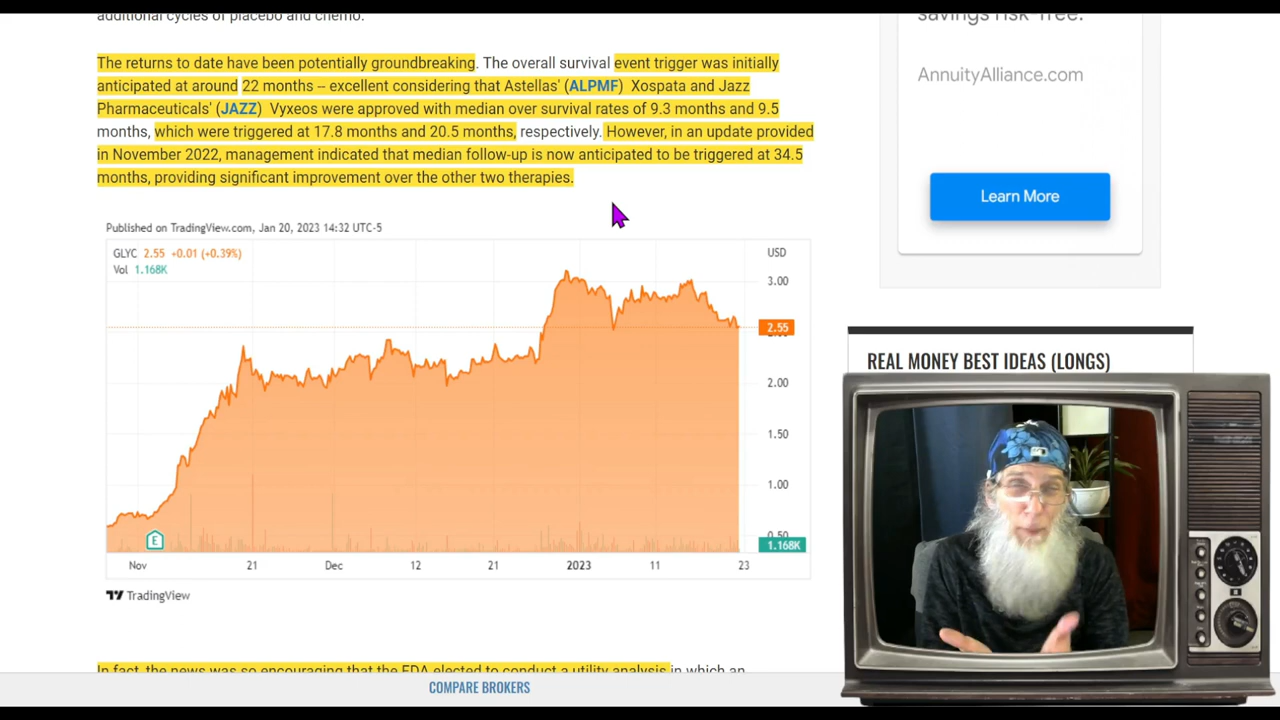 additional cycles of placebo and chemo.
The returns to date have been potentially groundbreaking. The overall survival event trigger was initially
anticipated at around 22 months – excellent considering that Astellas' (ALPMF) Xospata and Jazz
Pharmaceuticals' (JAZZ) Vyxeos were approved with median over survival rates of 9.3 months and 9.5
months, which were triggered at 17.8 months and 20.5 months, respectively. However, in an update provided
in November 2022, management indicated that median follow-up is now anticipated to be triggered at 34.5
months, providing significant improvement over the other two therapies.
Published on TradingView.com, Jan 20, 2023 14:32 UTC-5
GLYC 2.55 +0.01 (+0.39%)
Vol 1.168K
USD
3.00
2.55
2.00
1.50
1.00
0.50
1.168K
E
Nov 21 Dec 12 21 2023 11 23
TradingView
In fact, the news was so encouraging that the FDA elected to conduct a utility analysis in which an
COMPARE BROKERS
savings risk-free.
AnnuityAlliance.com
Learn More
REAL MONEY BEST IDEAS (LONGS)